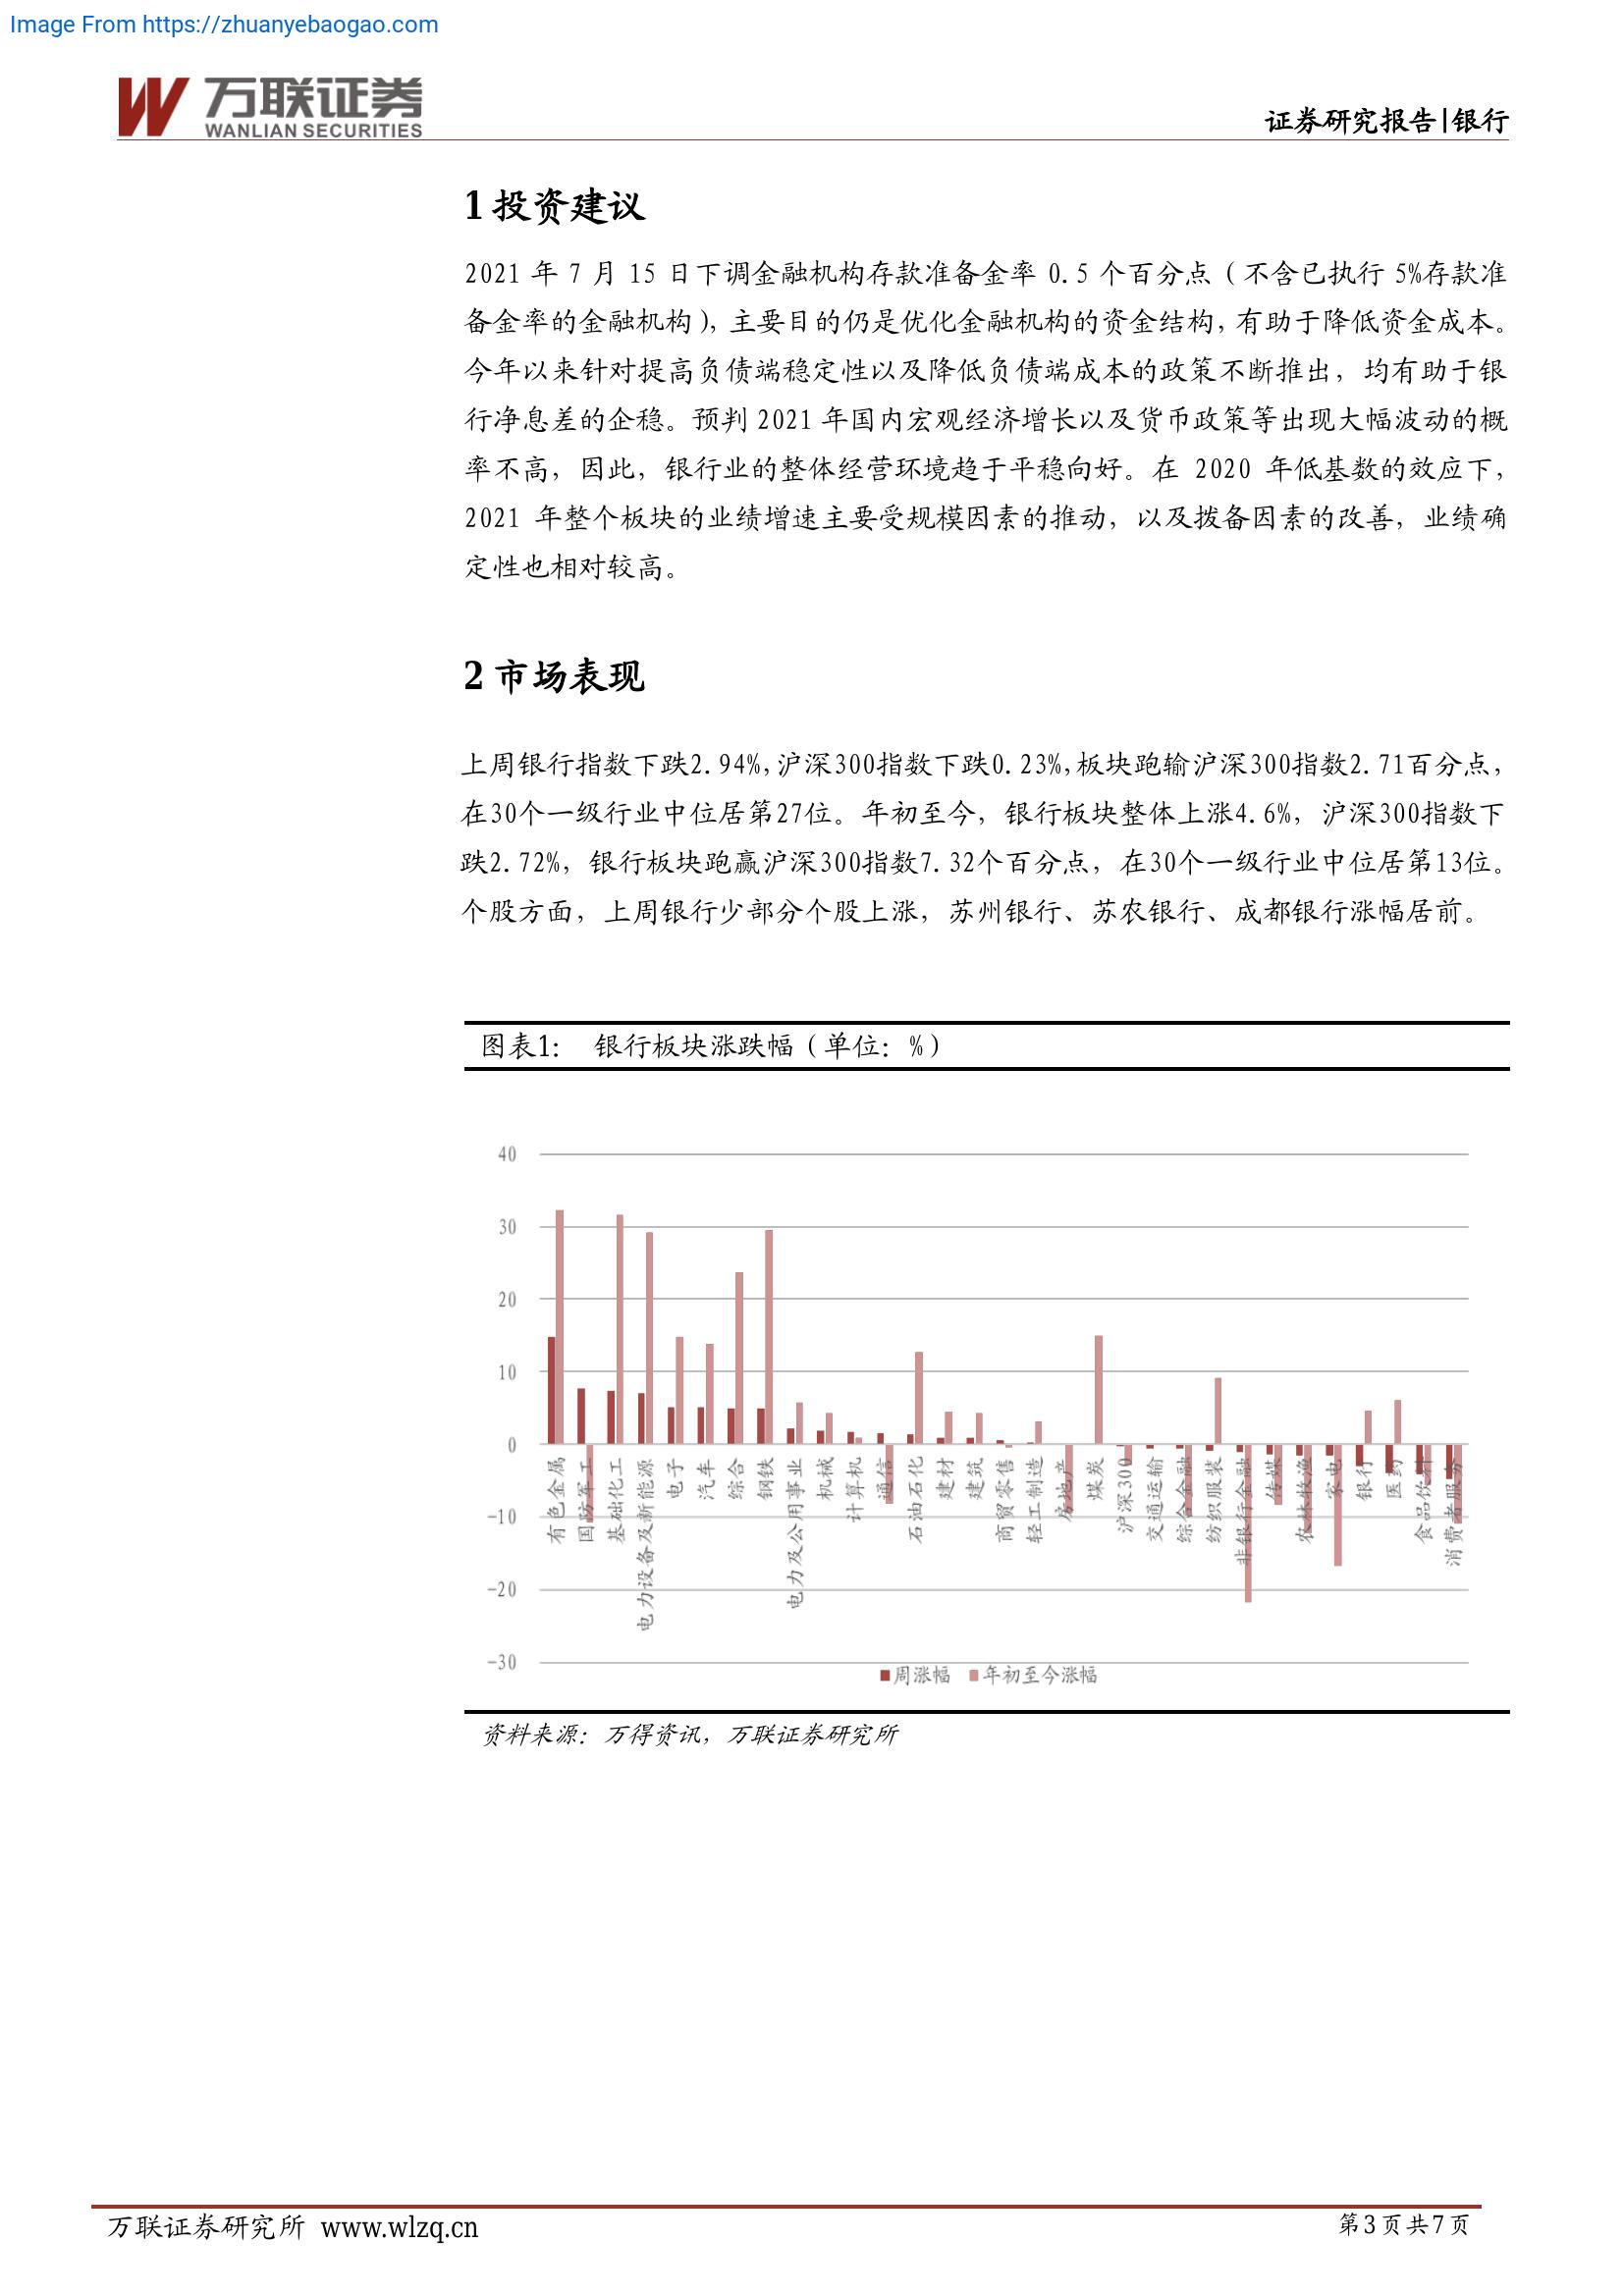 Image From https://zhuanyebaogao.com
万联证券
WANLIAN SECURITIES
证券研究报告|银行
1 投资建议
2021 年 7 月 15 日下调金融机构存款准备金率 0.5 个百分点（不含已执行 5%存款准
备金率的金融机构），主要目的仍是优化金融机构的资金结构，有助于降低资金成本。
今年以来针对提高负债端稳定性以及降低负债端成本的政策不断推出，均有助于银
行净息差的企稳。预判 2021 年国内宏观经济增长以及货币政策等出现大幅波动的概
率不高，因此，银行业的整体经营环境趋于平稳向好。在 2020 年低基数的效应下，
2021 年整个板块的业绩增速主要受规模因素的推动，以及拨备因素的改善，业绩确
定性也相对较高。
2 市场表现
上周银行指数下跌2.94%，沪深300指数下跌0.23%，板块跑输沪深300指数2.71百分点，
在30个一级行业中位居第27位。年初至今，银行板块整体上涨4.6%，沪深300指数下
跌2.72%，银行板块跑赢沪深300指数7.32个百分点，在30个一级行业中位居第13位。
个股方面，上周银行少部分个股上涨，苏州银行、苏农银行、成都银行涨幅居前。
图表1： 银行板块涨跌幅（单位：%）
40
30
20
10
0
-10
-20
-30
有色金属
国防军工
基础化工
电力设备及新能源
电子
汽车
综合
钢铁
电力及公用事业
机械
计算机
通信
石油石化
建材
建筑
商贸零售
轻工制造
房地产
煤炭
沪深300
交通运输
综合金融
纺织服装
非银行金融
传媒
农林牧渔
家电
银行
医药
食品饮料
消费者服务
周涨幅 年初至今涨幅
资料来源：万得资讯，万联证券研究所
万联证券研究所 www.wlzq.cn
第3页共7页